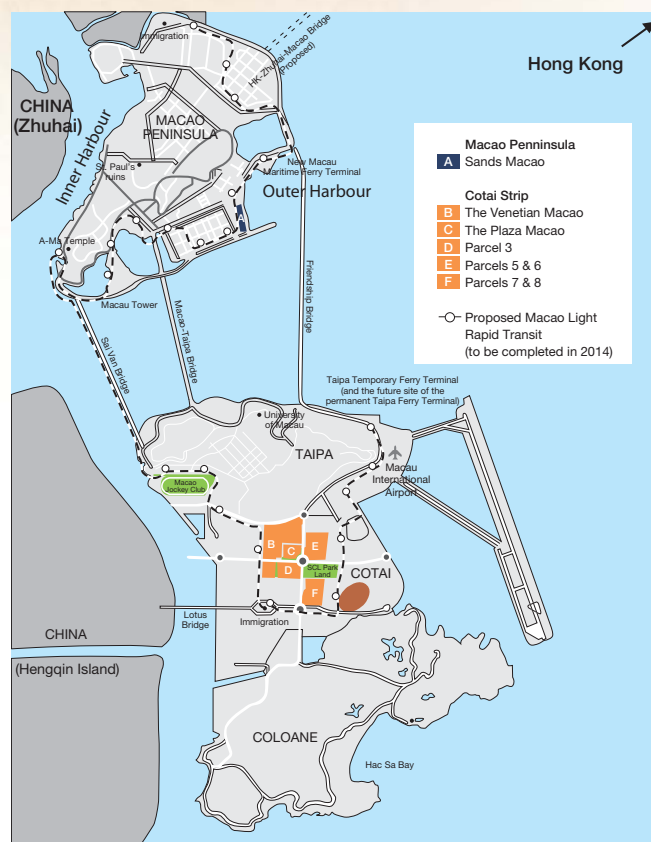 Immigration
HK-Zhuhai-Macao Bridge
(Proposed)
Hong Kong
CHINA
(Zhuhai)
MACAO
PENINSULA
Inner Harbour
St. Paul's
ruins
New Macau
Maritime Ferry Terminal
Outer Harbour
A
A-Ma Temple
Macau Tower
Macao Penninsula
A Sands Macao
Cotai Strip
B The Venetian Macao
C The Plaza Macao
D Parcel 3
E Parcels 5 & 6
F Parcels 7 & 8
Proposed Macao Light
Rapid Transit
(to be completed in 2014)
Sai Van Bridge
Macao-Taipa Bridge
Friendship Bridge
Taipa Temporary Ferry Terminal
(and the future site of the
permanent Taipa Ferry Terminal)
University
of Macau
TAIPA
Macau
International
Airport
Macao
Jockey Club
B
C
E
D
SCL Park
Land
F
COTAI
Lotus
Bridge
Immigration
CHINA
(Hengqin Island)
COLOANE
Hac Sa Bay